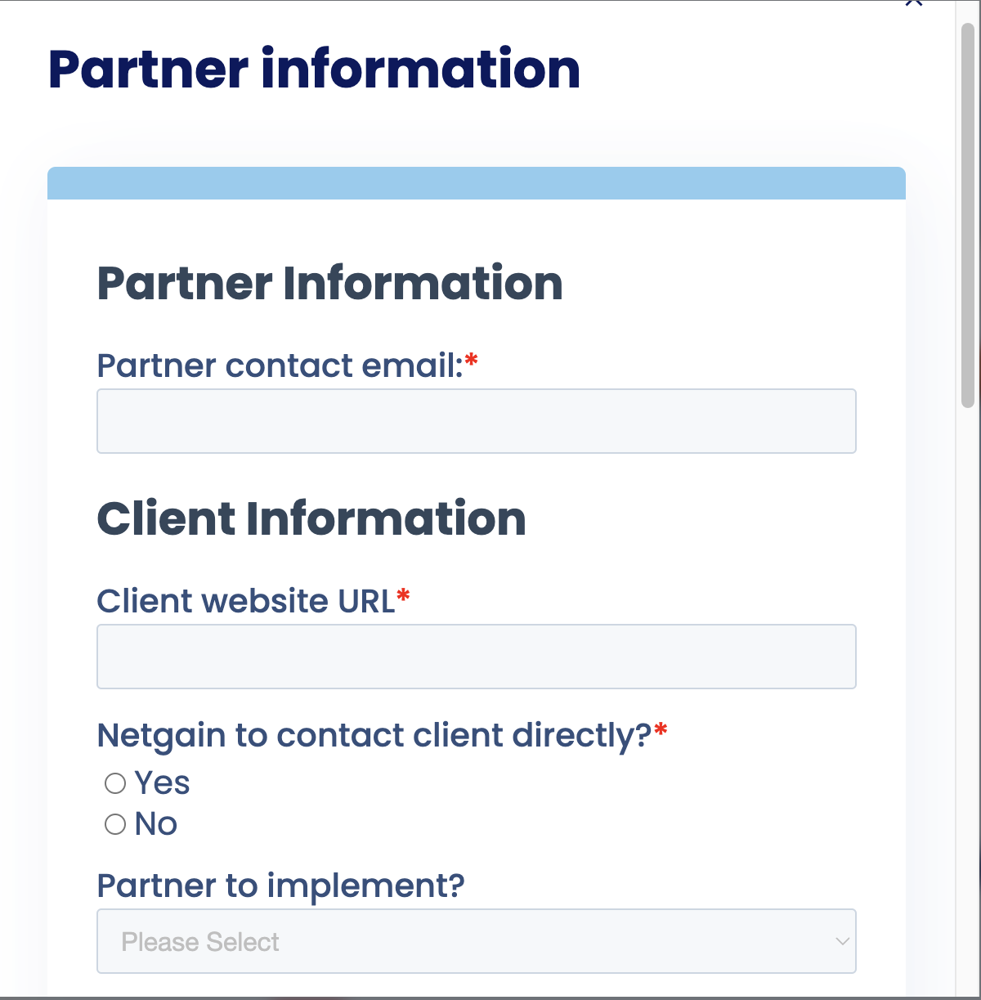 Partner information
Partner Information
Partner contact email:*
Client Information
Client website URL*
Netgain to contact client directly?*
Yes
No
Partner to implement?
Please Select